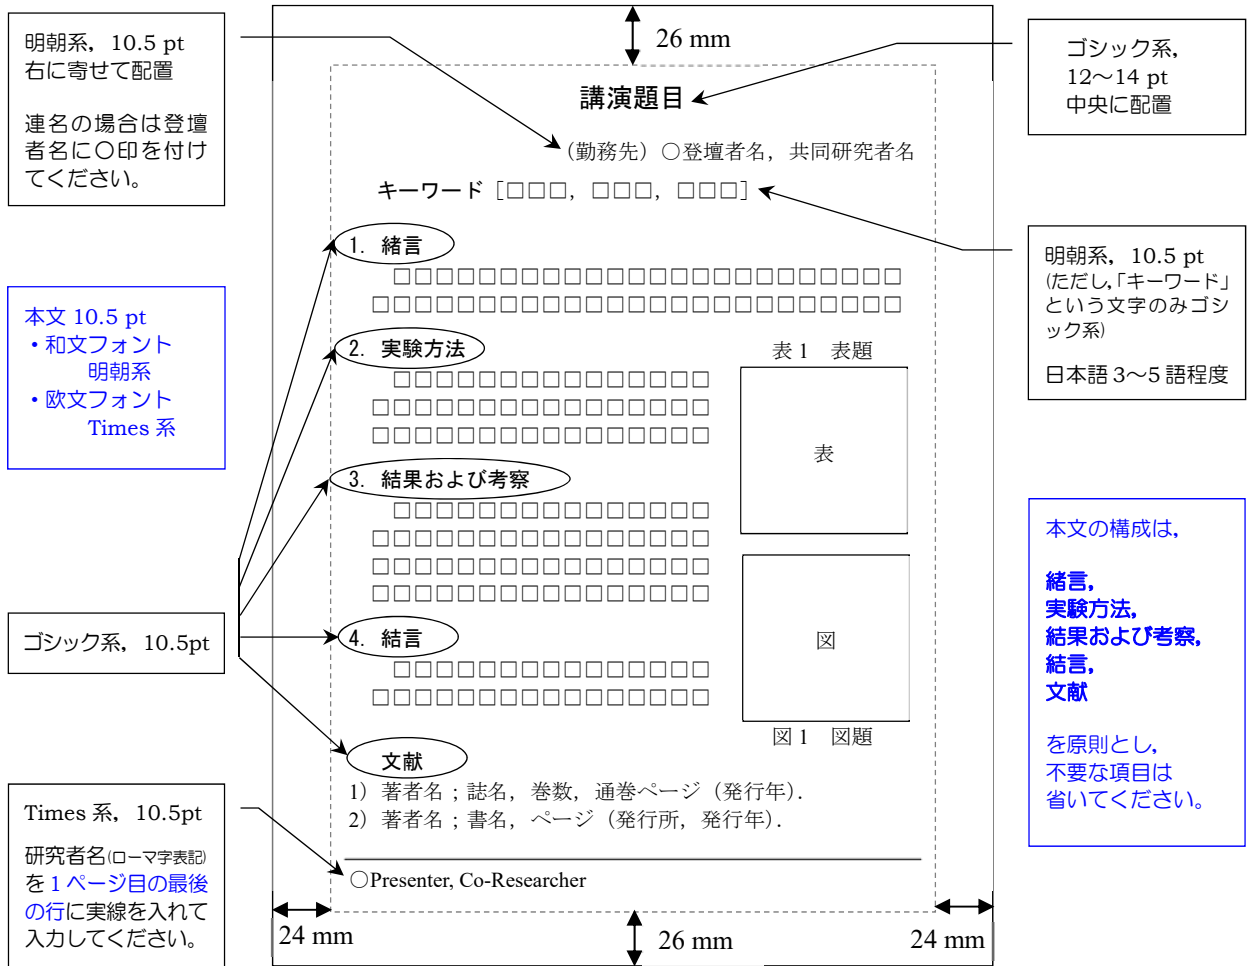 明朝系，10.5 pt
右に寄せて配置
連名の場合は登壇
者名に〇印を付け
てください。
本文 10.5 pt
・和文フォント
明朝系
・欧文フォント
Times 系
ゴシック系，10.5pt
Times 系，10.5pt
研究者名(ローマ字表記)
を１ページ目の最後
の行に実線を入れて
入力してください。
26 mm
講演題目
（勤務先）○登壇者名，共同研究者名
キーワード［□□□，□□□，□□□］
1. 緒言
□□□□□□□□□□□□□□□□□□□□□□□□
□□□□□□□□□□□□□□□□□□□□□□□□□
2. 実験方法
□□□□□□□□□□□□□□□
□□□□□□□□□□□□□□□□
□□□□□□□□□□□□□□□□
3. 結果および考察
□□□□□□□□□□□□□□□
□□□□□□□□□□□□□□□□
□□□□□□□□□□□□□□□□
□□□□□□□□□□□□□□□□
4. 結言
□□□□□□□□□□□□□□□
□□□□□□□□□□□□□□□□
表 1　表題
表
図
図 1　図題
文献
1）著者名；誌名，巻数，通巻ページ（発行年）．
2）著者名；書名，ページ（発行所，発行年）．
○Presenter, Co-Researcher
24 mm
26 mm
24 mm
ゴシック系，
12～14 pt
中央に配置
明朝系，10.5 pt
(ただし，「キーワード」
という文字のみゴシ
ック系)
日本語 3～5 語程度
本文の構成は，
緒言，
実験方法，
結果および考察，
結言，
文献
を原則とし，
不要な項目は
省いてください。